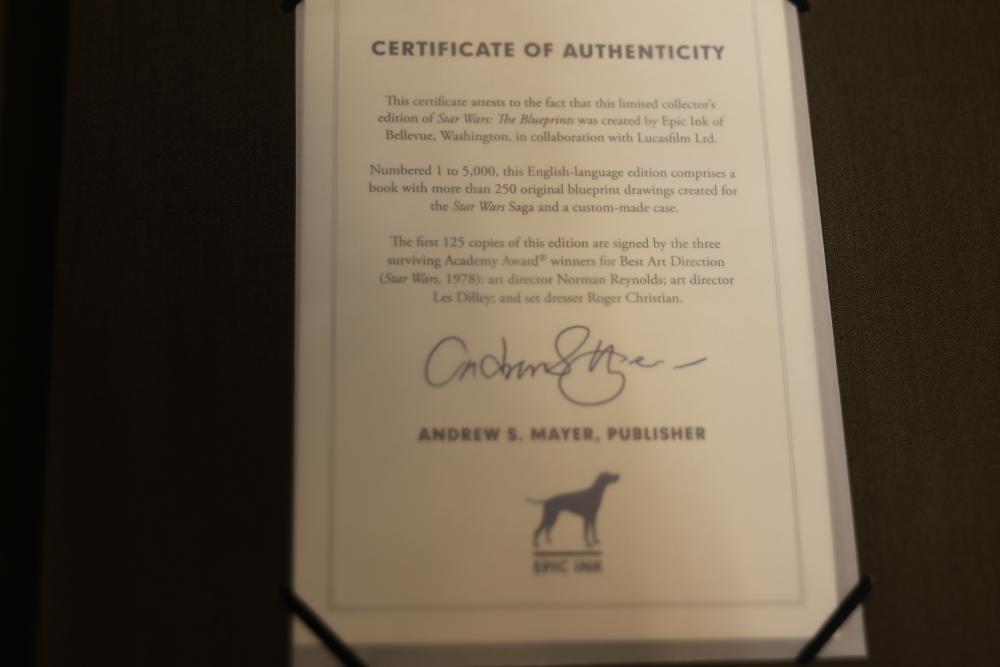 CERTIFICATE OF AUTHENTICITY
This certificate attests to the fact that this limited collector's
edition of Star Wars: The Blueprints was created by Epic Ink of
Bellevue, Washington, in collaboration with Lucasfilm Ltd.
Numbered 1 to 5,000, this English-language edition comprises a
book with more than 250 original blueprint drawings created for
the Star Wars Saga and a custom-made case.
The first 125 copies of this edition are signed by the three
surviving Academy Award® winners for Best Art Direction
(Star Wars, 1978): art director Norman Reynolds; art director
Les Dilley; and set dresser Roger Christian.
Andrew S Mayer
ANDREW S. MAYER, PUBLISHER
EPIC INK